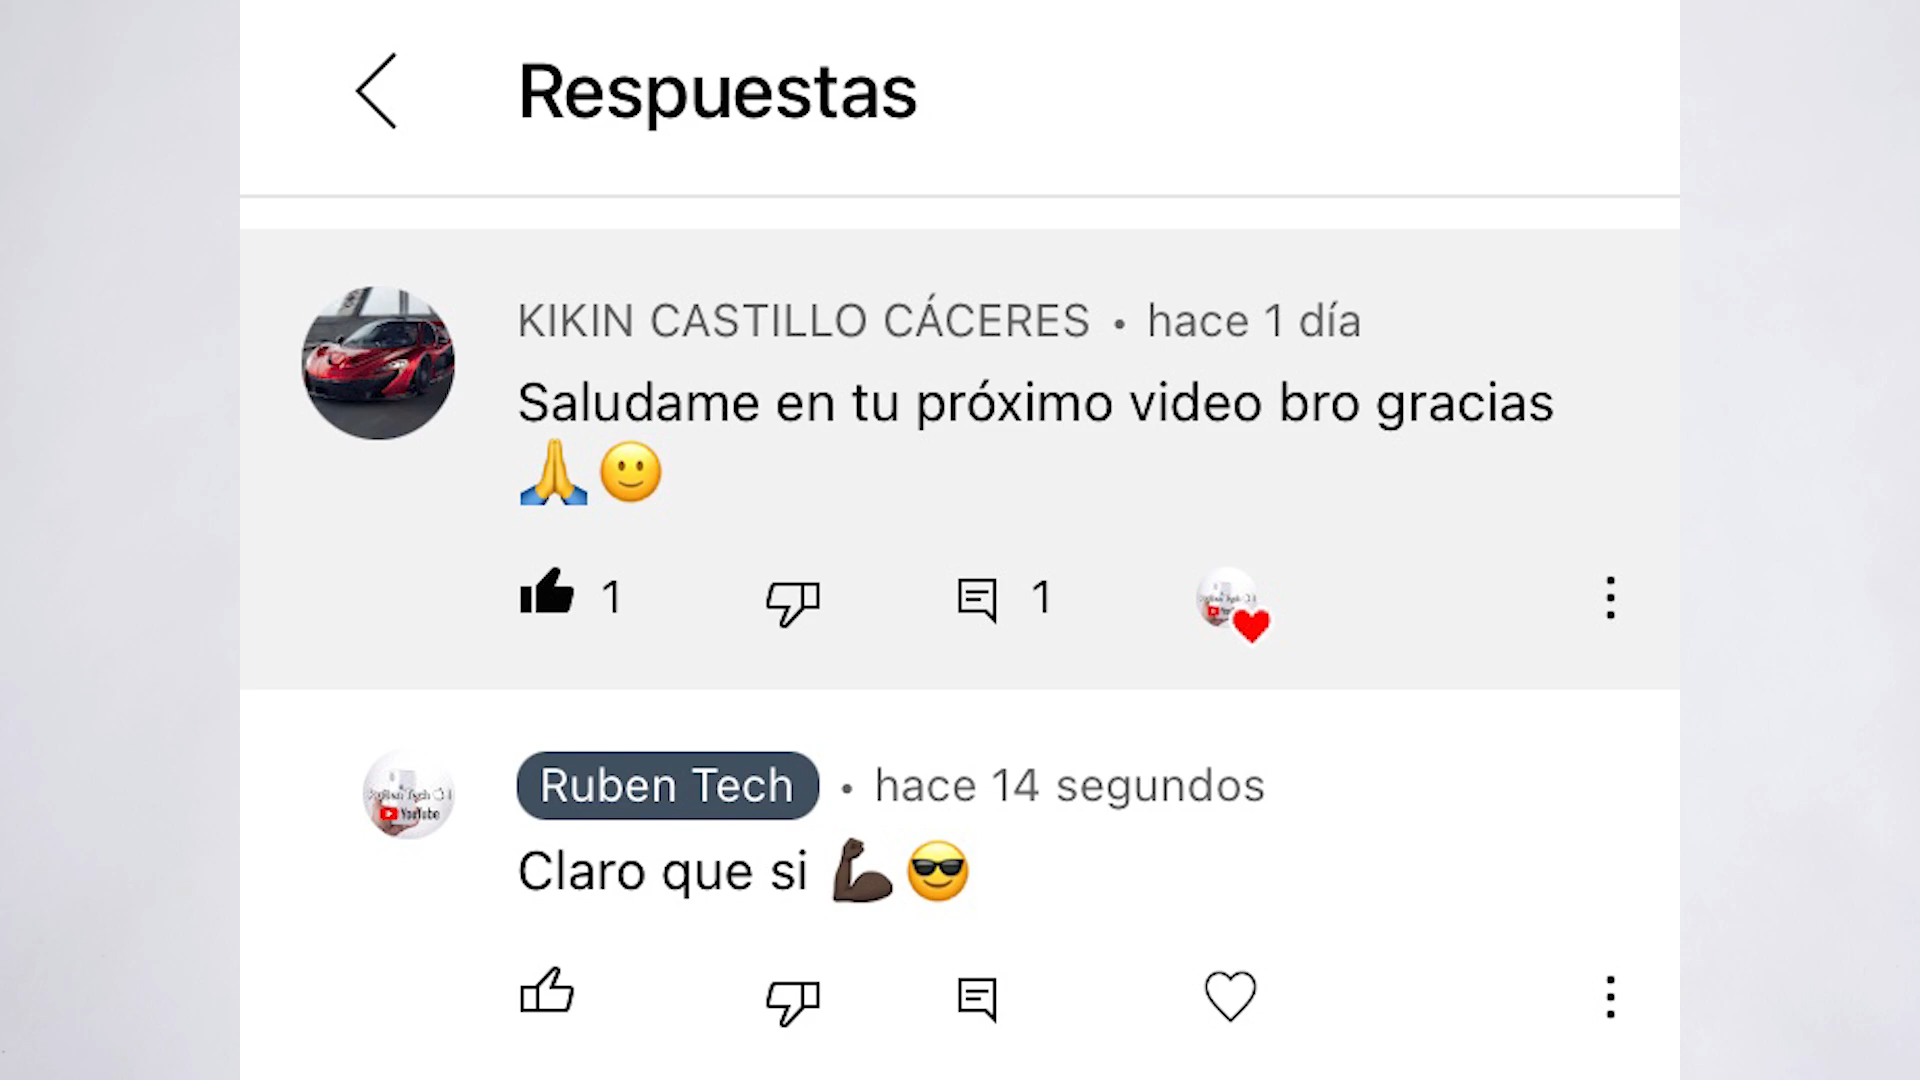 Respuestas
KIKIN CASTILLO CÁCERES • hace 1 día
Saludame en tu próximo video bro gracias
🙏🙂
1 1
Ruben Tech • hace 14 segundos
YouTube
Claro que si 💪🏿😎